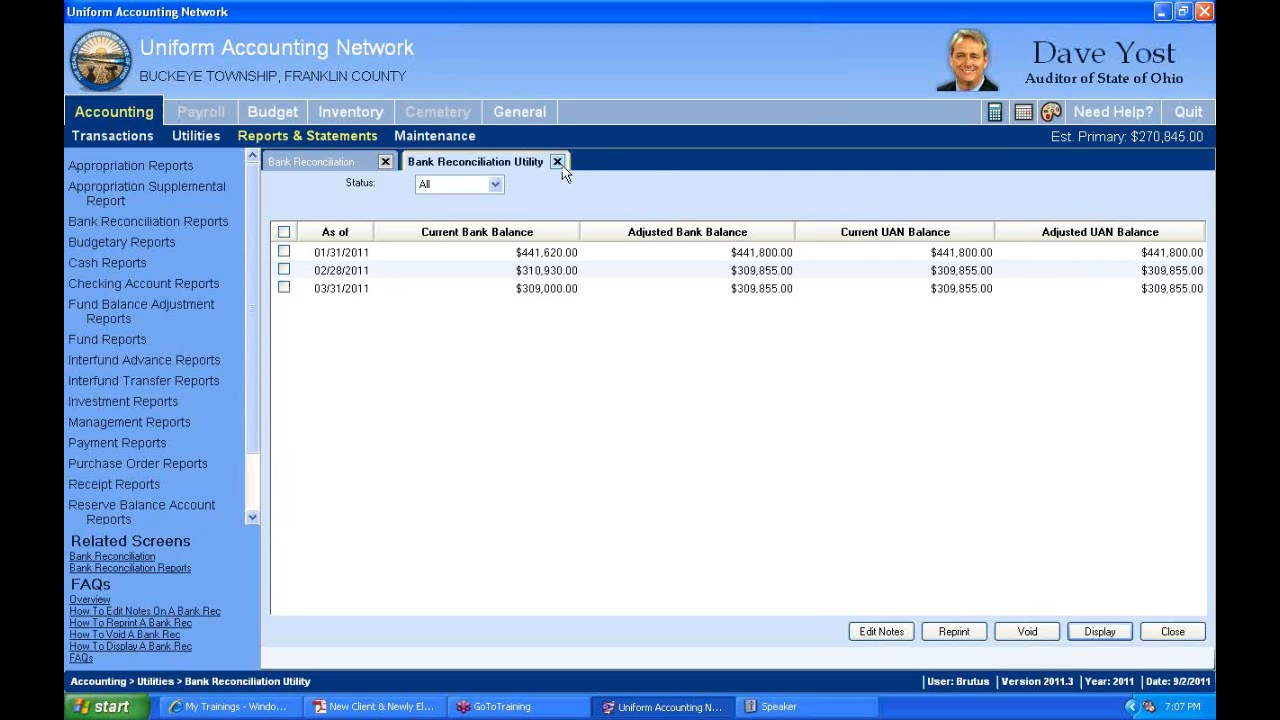 Uniform Accounting Network
Uniform Accounting Network
BUCKEYE TOWNSHIP, FRANKLIN COUNTY
Dave Yost
Auditor of State of Ohio
Accounting Payroll Budget Inventory Cemetery General Need Help? Quit
Transactions Utilities Reports & Statements Maintenance Est. Primary: $270,845.00
Appropriation Reports
Appropriation Supplemental
Report
Bank Reconciliation Reports
Budgetary Reports
Cash Reports
Checking Account Reports
Fund Balance Adjustment
Reports
Fund Reports
Interfund Advance Reports
Interfund Transfer Reports
Investment Reports
Management Reports
Payment Reports
Purchase Order Reports
Receipt Reports
Reserve Balance Account
Reports
Related Screens
Bank Reconciliation
Bank Reconciliation Reports
FAQs
Overview
How To Edit Notes On A Bank Rec
How To Reprint A Bank Rec
How To Void A Bank Rec
How To Display A Bank Rec
FAQs
Bank Reconciliation Bank Reconciliation Utility
Status: All
As of Current Bank Balance Adjusted Bank Balance Current UAN Balance Adjusted UAN Balance
01/31/2011 $441,620.00 $441,800.00 $441,800.00 $441,800.00
02/28/2011 $310,930.00 $309,855.00 $309,855.00 $309,855.00
03/31/2011 $309,000.00 $309,855.00 $309,855.00 $309,855.00
Edit Notes Reprint Void Display Close
Accounting > Utilities > Bank Reconciliation Utility User: Brutus Version 2011.3 Year: 2011 Date: 9/2/2011
start My Trainings - Windo... New Client & Newly El... GoToTraining Uniform Accounting N... Speaker 7:07 PM